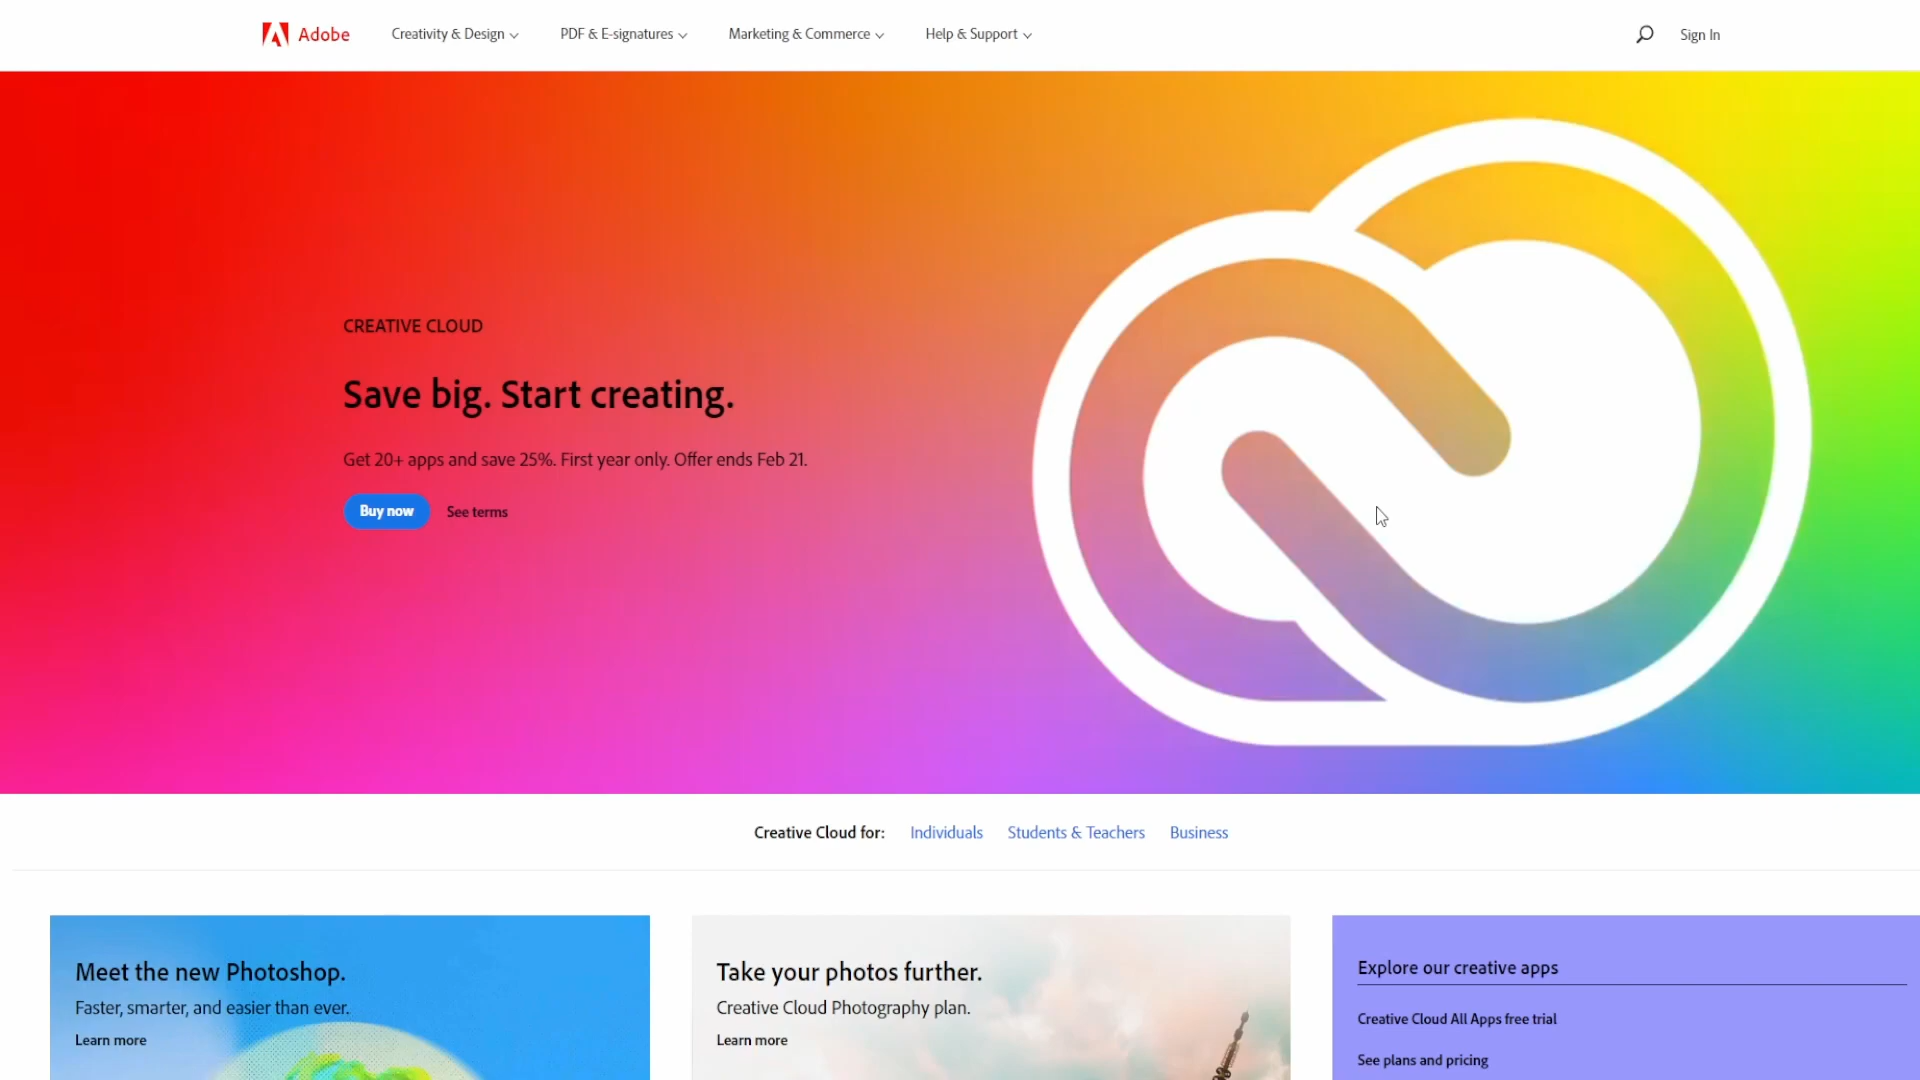 Adobe
Creativity & Design
PDF & E-signatures
Marketing & Commerce
Help & Support
Sign In
CREATIVE CLOUD
Save big. Start creating.
Get 20+ apps and save 25%. First year only. Offer ends Feb 21.
Buy now
See terms
Creative Cloud for:
Individuals
Students & Teachers
Business
Meet the new Photoshop.
Faster, smarter, and easier than ever.
Learn more
Take your photos further.
Creative Cloud Photography plan.
Learn more
Explore our creative apps
Creative Cloud All Apps free trial
See plans and pricing